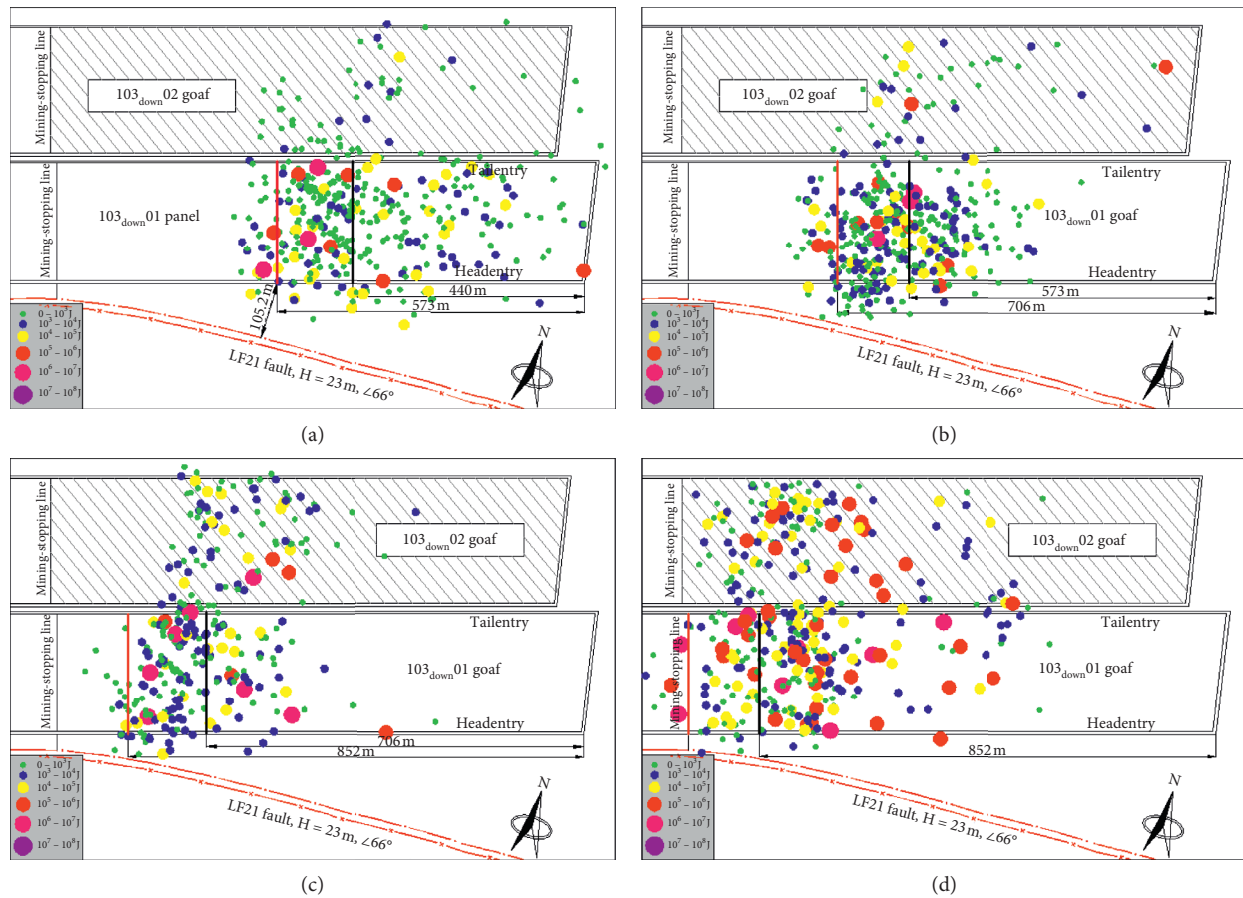 Mining-stopping line
103down02 goaf
Mining-stopping line
103down01 panel
Tailentry
Headentry
440 m
575 m
105.2 m
LF21 fault, H = 23 m, ∠66°
N
0 – 10³J
10³ – 10⁴J
10⁴ – 10⁵J
10⁵ – 10⁶J
10⁶ – 10⁷J
10⁷ – 10⁸J
(a)
Mining-stopping line
103down02 goaf
Mining-stopping line
Tailentry
103down01 goaf
Headentry
573 m
706 m
LF21 fault, H = 23 m, ∠66°
N
0 – 10³J
10³ – 10⁴J
10⁴ – 10⁵J
10⁵ – 10⁶J
10⁶ – 10⁷J
10⁷ – 10⁸J
(b)
Mining-stopping line
103down02 goaf
Mining-stopping line
Tailentry
103down01 goaf
Headentry
706 m
852 m
LF21 fault, H = 23 m, ∠66°
N
0 – 10³J
10³ – 10⁴J
10⁴ – 10⁵J
10⁵ – 10⁶J
10⁶ – 10⁷J
10⁷ – 10⁸J
(c)
Mining-stopping line
103down02 goaf
Mining-stopping line
Tailentry
103down01 goaf
Headentry
852 m
LF21 fault, H = 23 m, ∠66°
N
0 – 10³J
10³ – 10⁴J
10⁴ – 10⁵J
10⁵ – 10⁶J
10⁶ – 10⁷J
10⁷ – 10⁸J
(d)